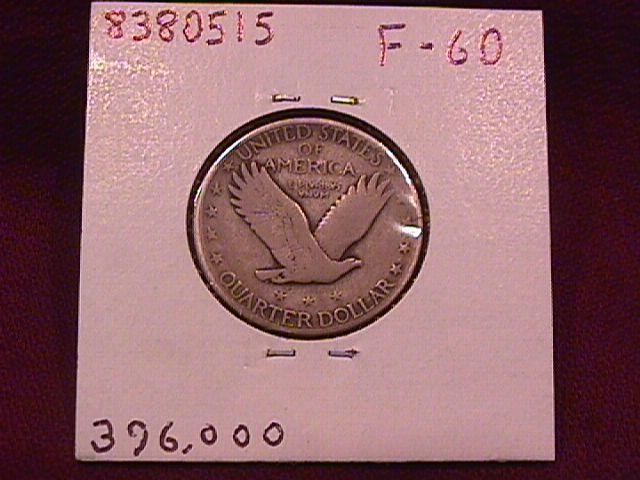 8380515
F-60
UNITED STATES
OF
AMERICA
E PLURIBUS
UNUM
QUARTER DOLLAR
396,000